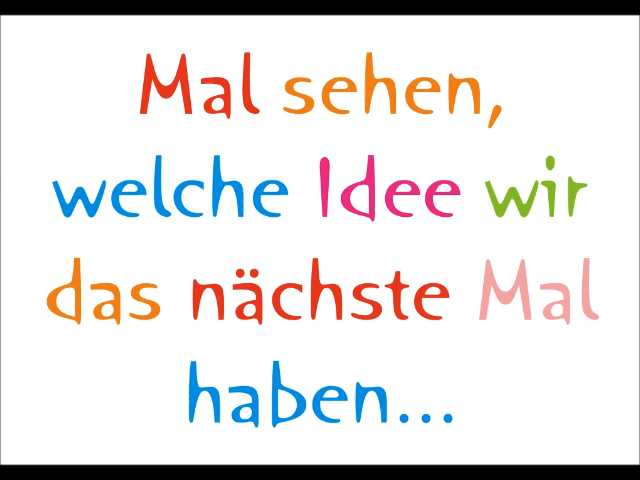 Mal sehen,
welche Idee wir
das nächste Mal
haben...